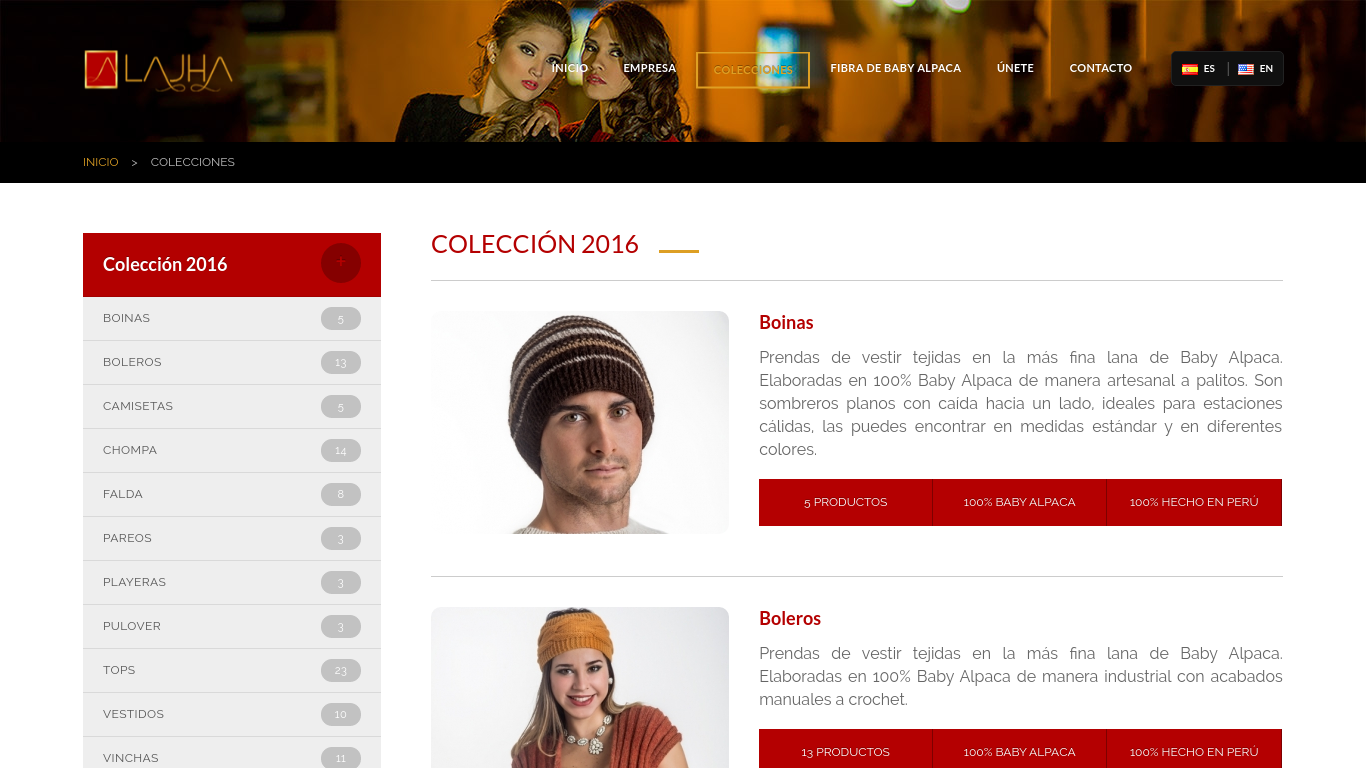 ALAJHA
INICIO
EMPRESA
COLECCIONES
FIBRA DE BABY ALPACA
ÚNETE
CONTACTO
ES
EN
INICIO > COLECCIONES
Colección 2016
+
BOINAS 5
BOLEROS 13
CAMISETAS 5
CHOMPA 14
FALDA 8
PAREOS 3
PLAYERAS 3
PULOVER 3
TOPS 23
VESTIDOS 10
VINCHAS 11
COLECCIÓN 2016
Boinas
Prendas de vestir tejidas en la más fina lana de Baby Alpaca.
Elaboradas en 100% Baby Alpaca de manera artesanal a palitos. Son
sombreros planos con caída hacia un lado, ideales para estaciones
cálidas, las puedes encontrar en medidas estándar y en diferentes
colores.
5 PRODUCTOS
100% BABY ALPACA
100% HECHO EN PERÚ
Boleros
Prendas de vestir tejidas en la más fina lana de Baby Alpaca.
Elaboradas en 100% Baby Alpaca de manera industrial con acabados
manuales a crochet.
13 PRODUCTOS
100% BABY ALPACA
100% HECHO EN PERÚ